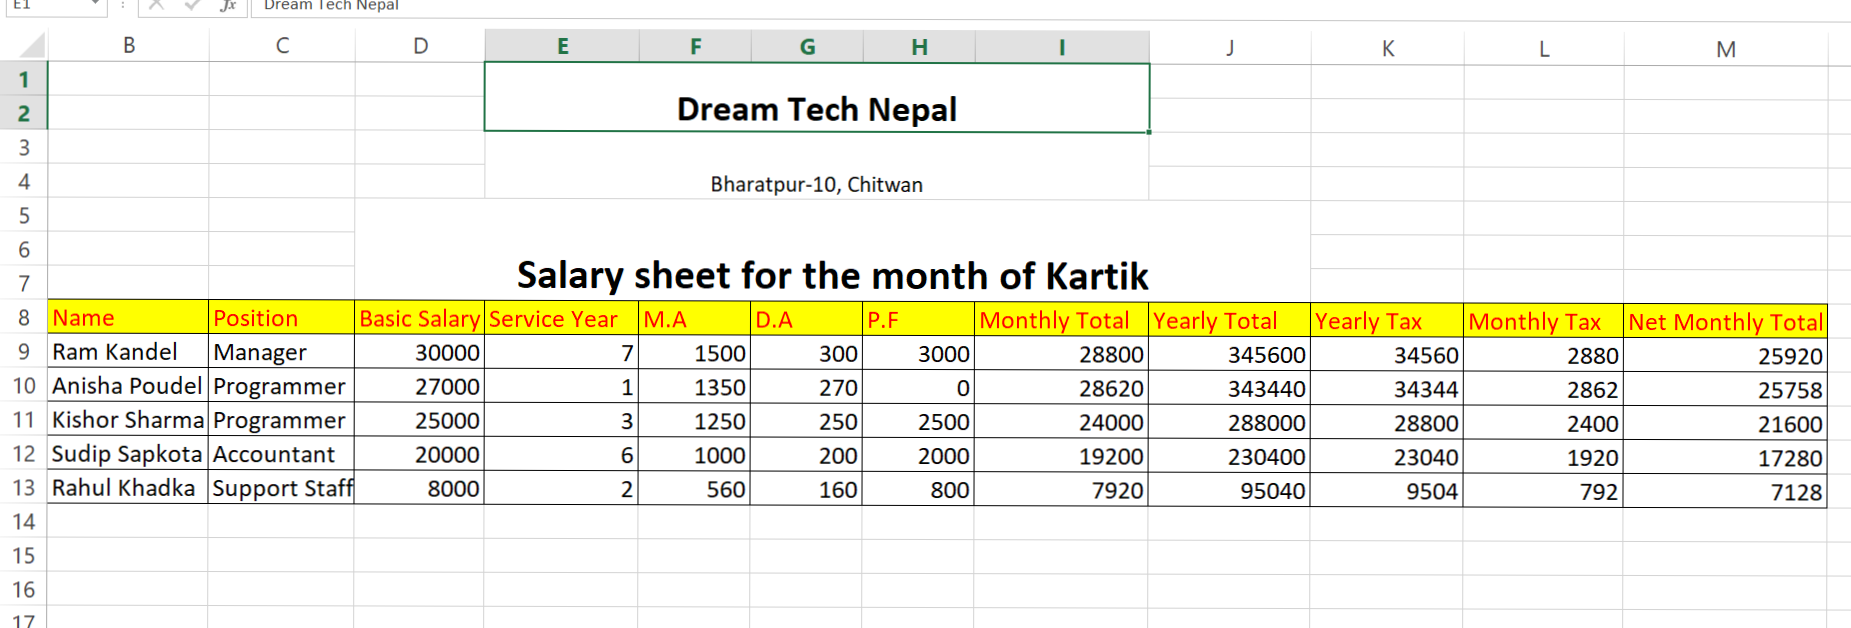 E1 fx Dream Tech Nepal
B C D E F G H I J K L M
1
2 Dream Tech Nepal
3
4 Bharatpur-10, Chitwan
5
6
7 Salary sheet for the month of Kartik
8 Name Position Basic Salary Service Year M.A D.A P.F Monthly Total Yearly Total Yearly Tax Monthly Tax Net Monthly Total
9 Ram Kandel Manager 30000 7 1500 300 3000 28800 345600 34560 2880 25920
10 Anisha Poudel Programmer 27000 1 1350 270 0 28620 343440 34344 2862 25758
11 Kishor Sharma Programmer 25000 3 1250 250 2500 24000 288000 28800 2400 21600
12 Sudip Sapkota Accountant 20000 6 1000 200 2000 19200 230400 23040 1920 17280
13 Rahul Khadka Support Staff 8000 2 560 160 800 7920 95040 9504 792 7128
14
15
16
17